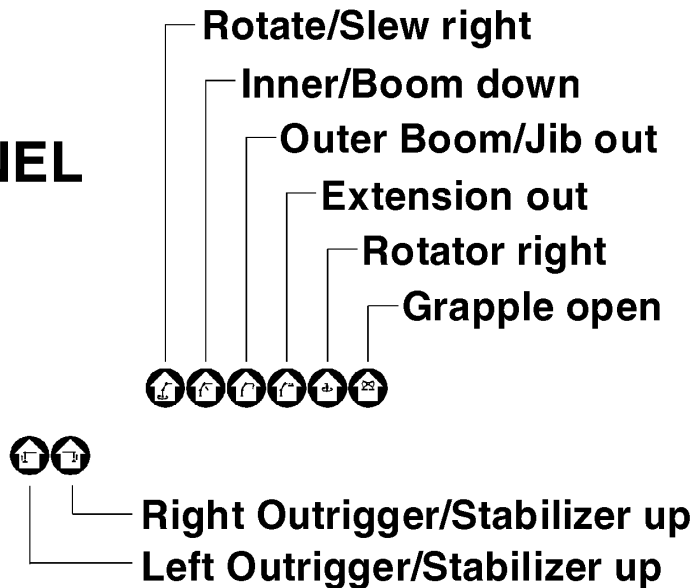 Rotate/Slew right
Inner/Boom down
Outer Boom/Jib out
NEL
Extension out
Rotator right
Grapple open
Right Outrigger/Stabilizer up
Left Outrigger/Stabilizer up